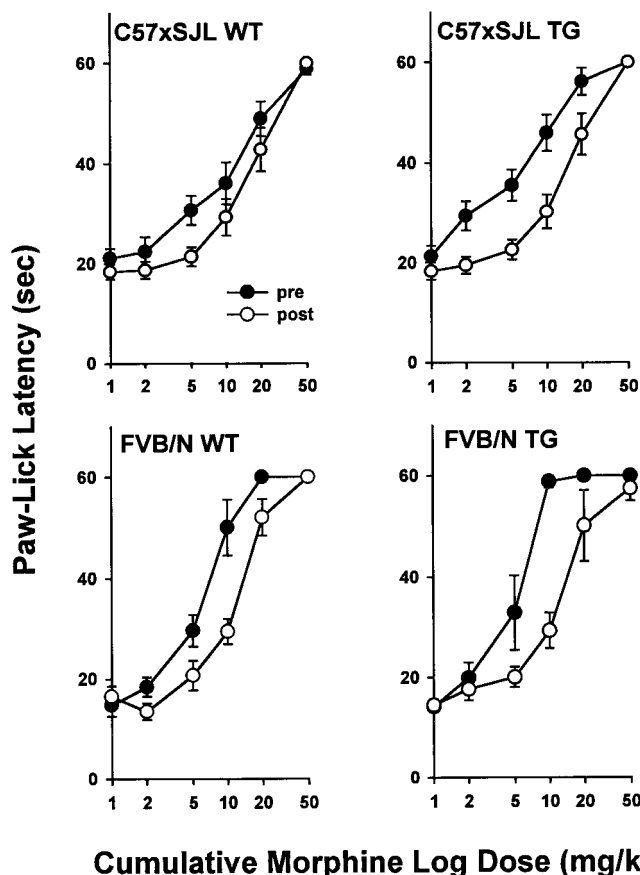 C57xSJL WT
C57xSJL TG
60
40
20
0
pre
post
1 2 5 10 20 50
60
40
20
0
1 2 5 10 20 50
FVB/N WT
FVB/N TG
60
40
20
0
1 2 5 10 20 50
60
40
20
0
1 2 5 10 20 50
Paw-Lick Latency (sec)
Cumulative Morphine Log Dose (mg/k